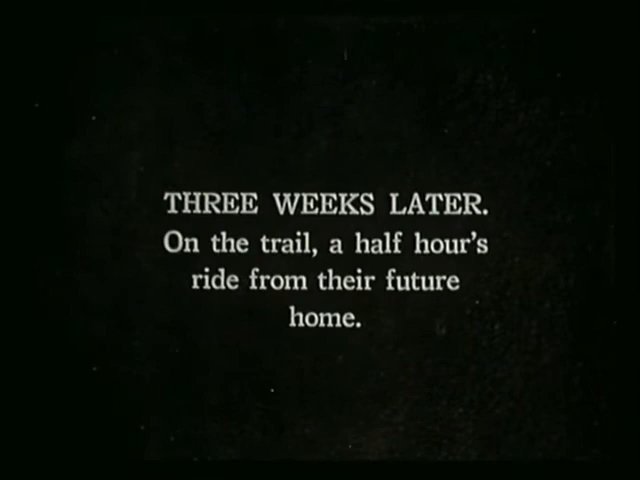 THREE WEEKS LATER.
On the trail, a half hour's
ride from their future
home.